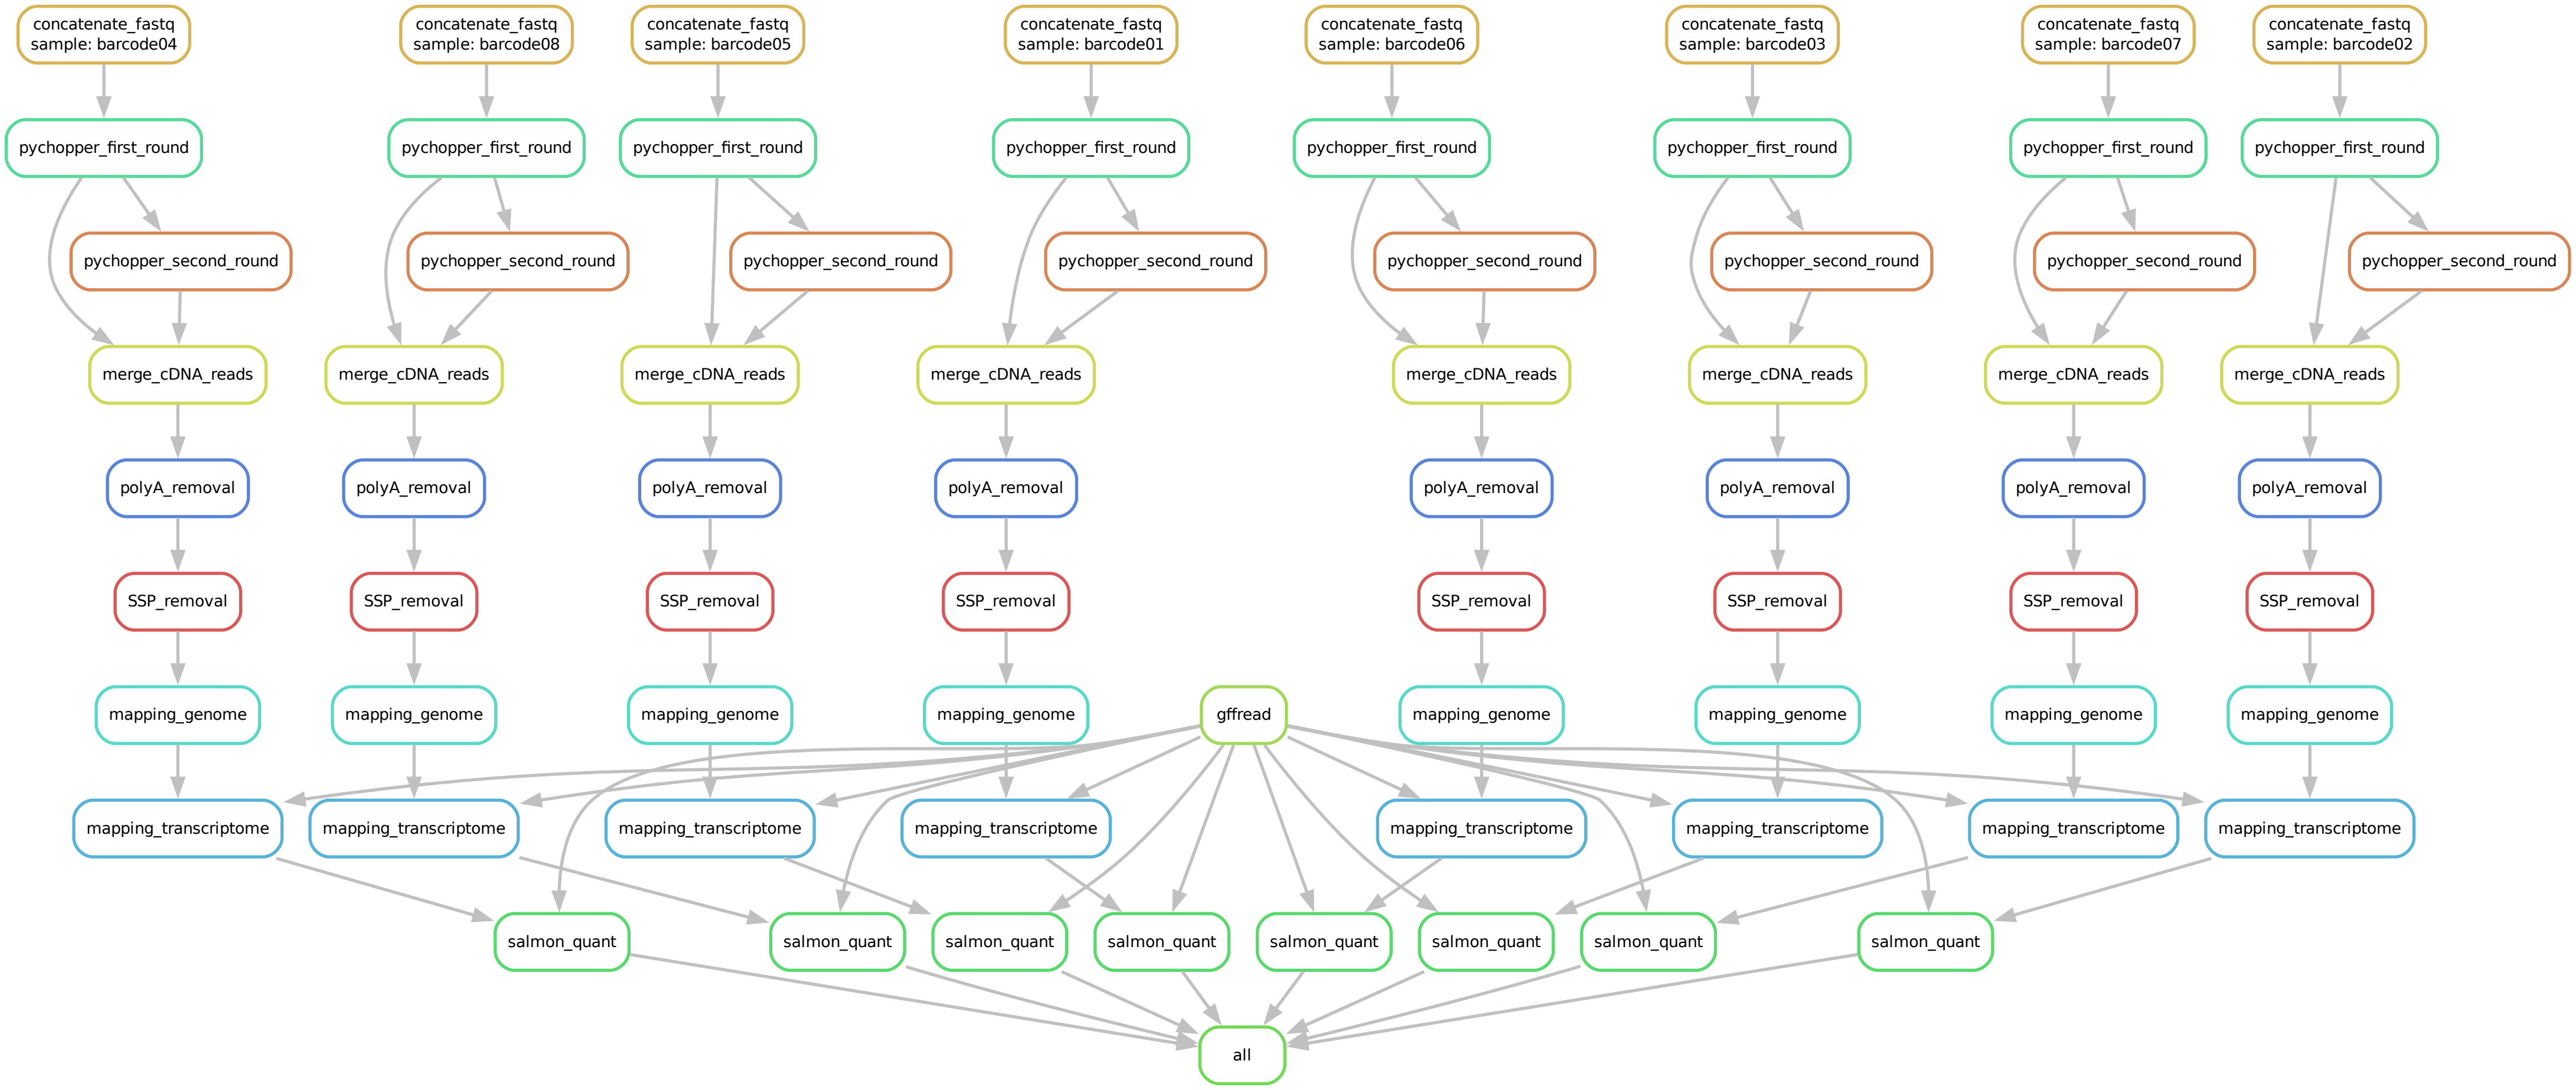 concatenate_fastq
sample: barcode04
concatenate_fastq
sample: barcode08
concatenate_fastq
sample: barcode05
concatenate_fastq
sample: barcode01
concatenate_fastq
sample: barcode06
concatenate_fastq
sample: barcode03
concatenate_fastq
sample: barcode07
concatenate_fastq
sample: barcode02
pychopper_first_round
pychopper_first_round
pychopper_first_round
pychopper_first_round
pychopper_first_round
pychopper_first_round
pychopper_first_round
pychopper_first_round
pychopper_second_round
pychopper_second_round
pychopper_second_round
pychopper_second_round
pychopper_second_round
pychopper_second_round
pychopper_second_round
pychopper_second_round
merge_cDNA_reads
merge_cDNA_reads
merge_cDNA_reads
merge_cDNA_reads
merge_cDNA_reads
merge_cDNA_reads
merge_cDNA_reads
merge_cDNA_reads
polyA_removal
polyA_removal
polyA_removal
polyA_removal
polyA_removal
polyA_removal
polyA_removal
polyA_removal
SSP_removal
SSP_removal
SSP_removal
SSP_removal
SSP_removal
SSP_removal
SSP_removal
SSP_removal
mapping_genome
mapping_genome
mapping_genome
mapping_genome
gffread
mapping_genome
mapping_genome
mapping_genome
mapping_genome
mapping_transcriptome
mapping_transcriptome
mapping_transcriptome
mapping_transcriptome
mapping_transcriptome
mapping_transcriptome
mapping_transcriptome
mapping_transcriptome
salmon_quant
salmon_quant
salmon_quant
salmon_quant
salmon_quant
salmon_quant
salmon_quant
salmon_quant
all